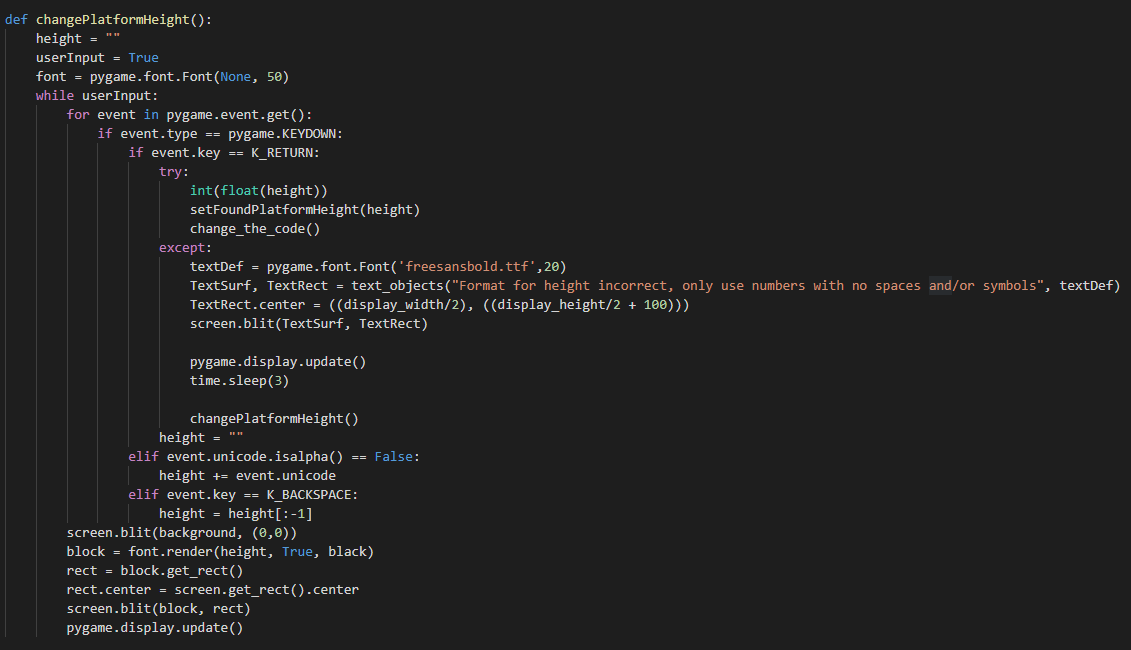 def changePlatformHeight():
    height = ""
    userInput = True
    font = pygame.font.Font(None, 50)
    while userInput:
        for event in pygame.event.get():
            if event.type == pygame.KEYDOWN:
                if event.key == K_RETURN:
                    try:
                        int(float(height))
                        setFoundPlatformHeight(height)
                        change_the_code()
                    except:
                        textDef = pygame.font.Font('freesansbold.ttf',20)
                        TextSurf, TextRect = text_objects("Format for height incorrect, only use numbers with no spaces and/or symbols", textDef)
                        TextRect.center = ((display_width/2), ((display_height/2 + 100)))
                        screen.blit(TextSurf, TextRect)

                        pygame.display.update()
                        time.sleep(3)

                        changePlatformHeight()
                    height = ""
                elif event.unicode.isalpha() == False:
                    height += event.unicode
                elif event.key == K_BACKSPACE:
                    height = height[:-1]
        screen.blit(background, (0,0))
        block = font.render(height, True, black)
        rect = block.get_rect()
        rect.center = screen.get_rect().center
        screen.blit(block, rect)
        pygame.display.update()